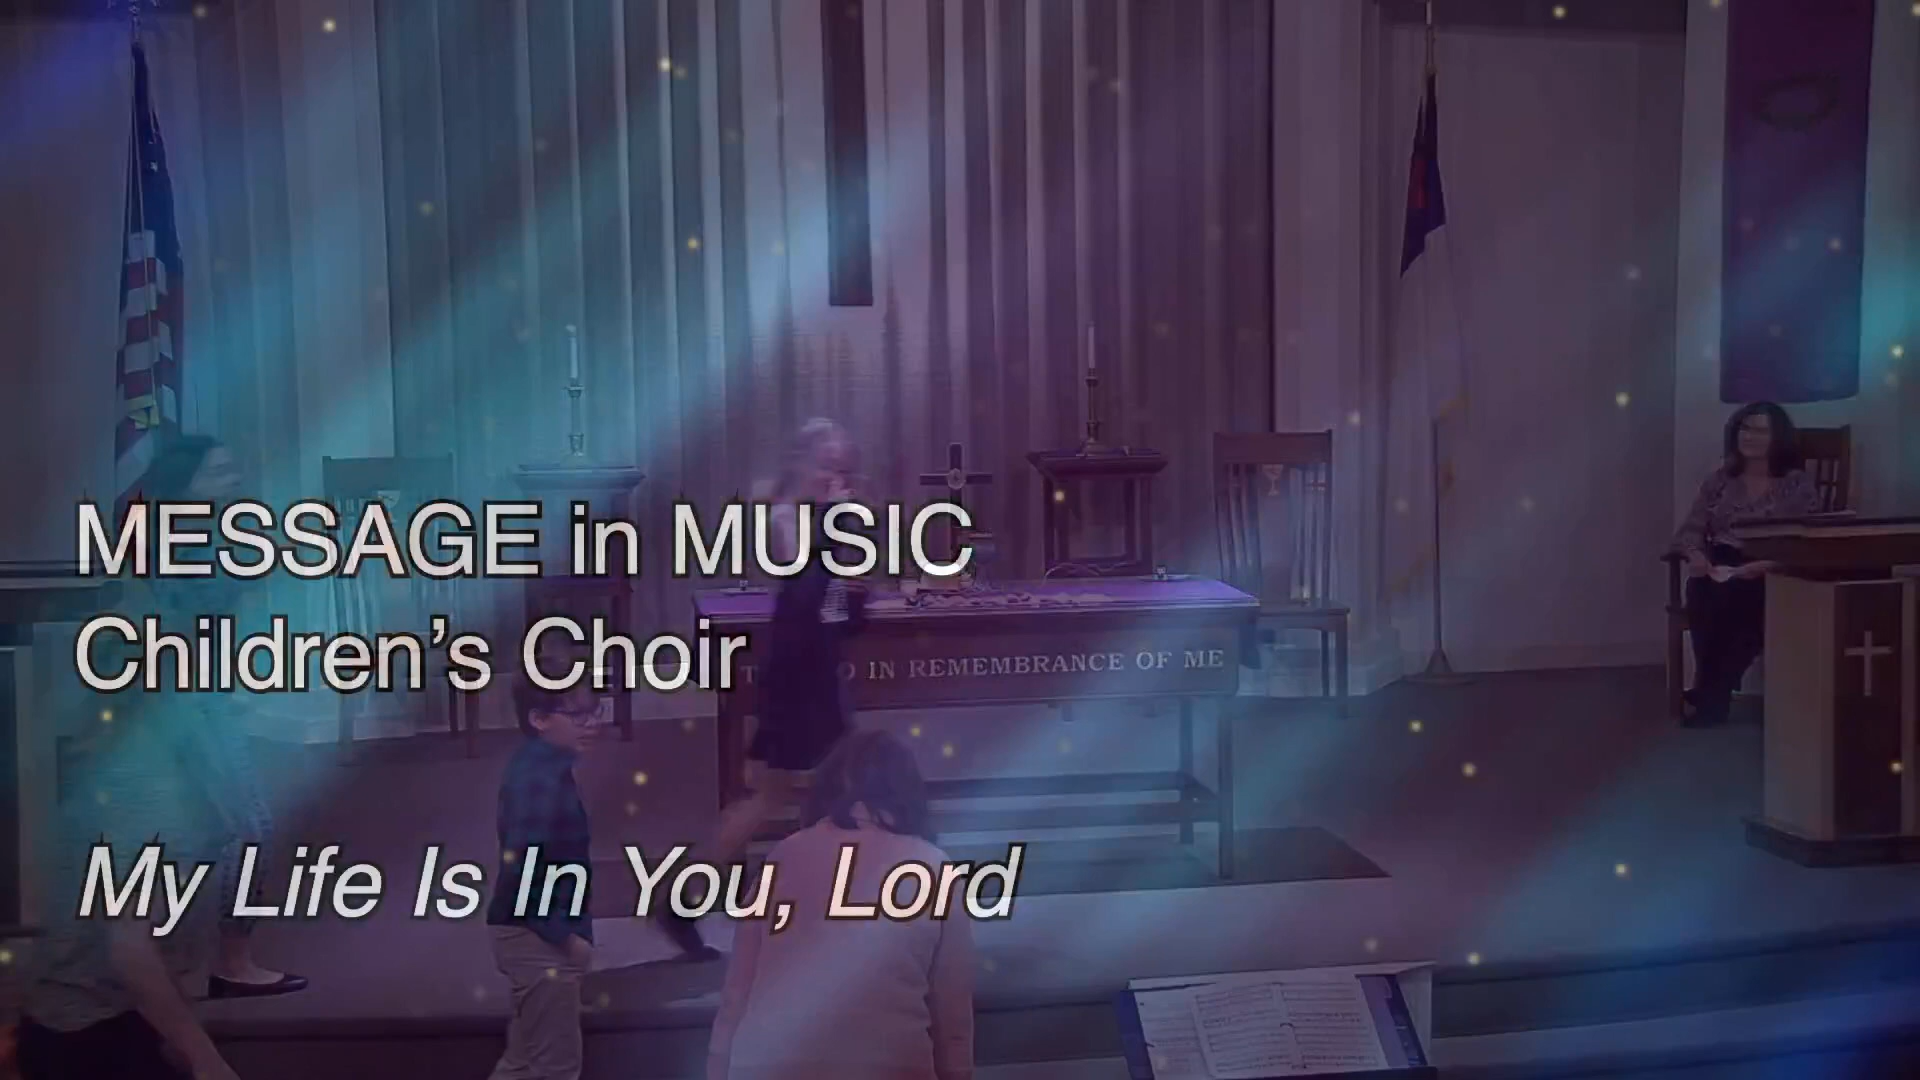 MESSAGE in MUSIC
Children's Choir
IN REMEMBRANCE OF ME
My Life Is In You, Lord